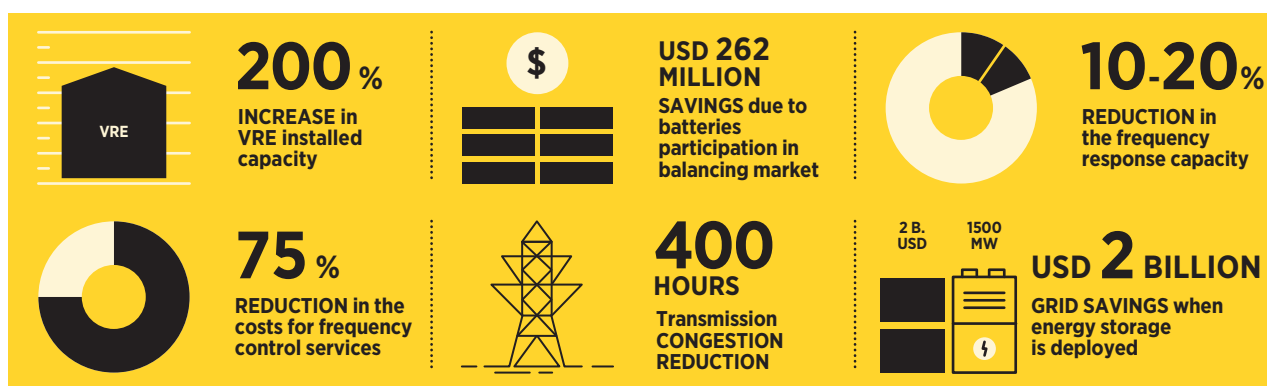 VRE
200 %
INCREASE in
VRE installed
capacity
$
USD 262
MILLION
SAVINGS due to
batteries
participation in
balancing market
10-20%
REDUCTION in
the frequency
response capacity
75 %
REDUCTION in the
costs for frequency
control services
400
HOURS
Transmission
CONGESTION
REDUCTION
2 B.
USD
1500
MW
USD 2 BILLION
GRID SAVINGS when
energy storage
is deployed